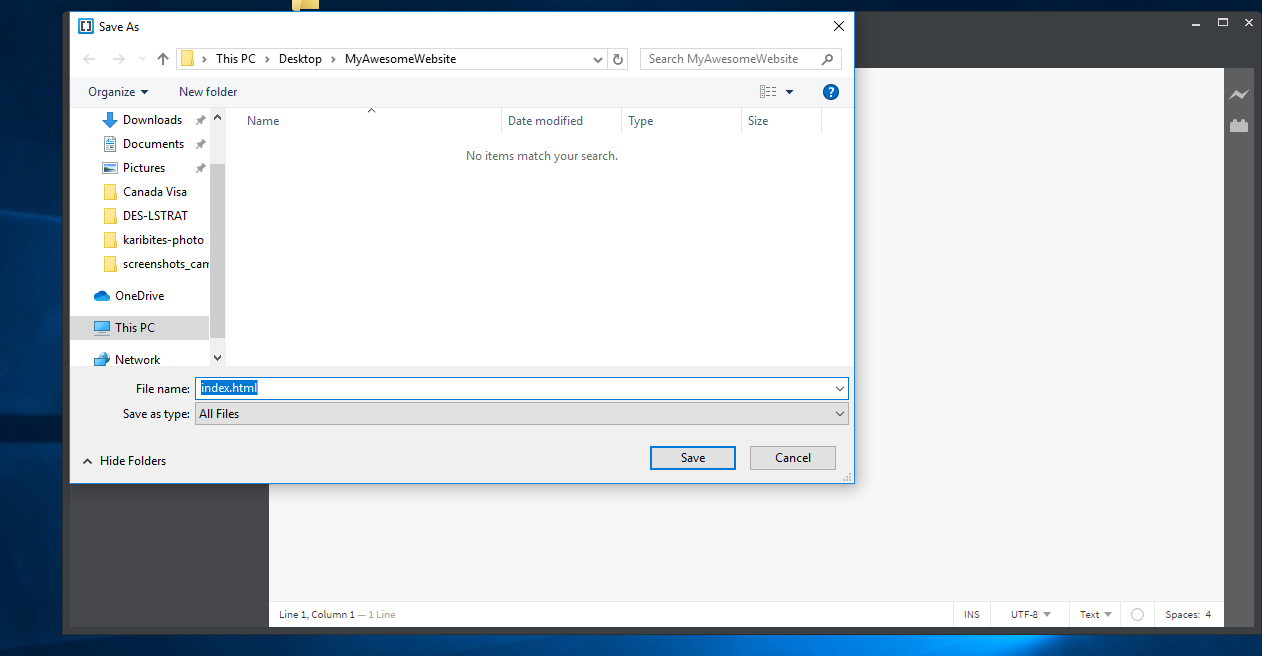 Save As
This PC > Desktop > MyAwesomeWebsite
Search MyAwesomeWebsite
Organize
New folder
?
Name
Date modified
Type
Size
No items match your search.
Downloads
Documents
Pictures
Canada Visa
DES-LSTRAT
karibites-photo
screenshots_cam
OneDrive
This PC
Network
File name: index.html
Save as type: All Files
Hide Folders
Save
Cancel
Line 1, Column 1 — 1 Line
INS
UTF-8
Text
Spaces: 4